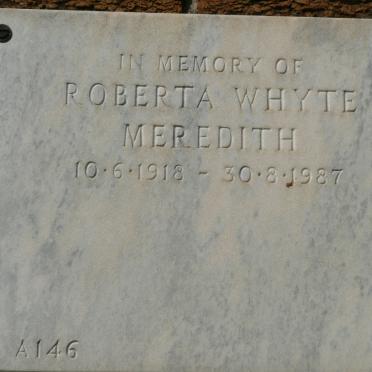 IN MEMORY OF
ROBERTA WHYTE
MEREDITH
10·6·1918 - 30·8·1987
A146